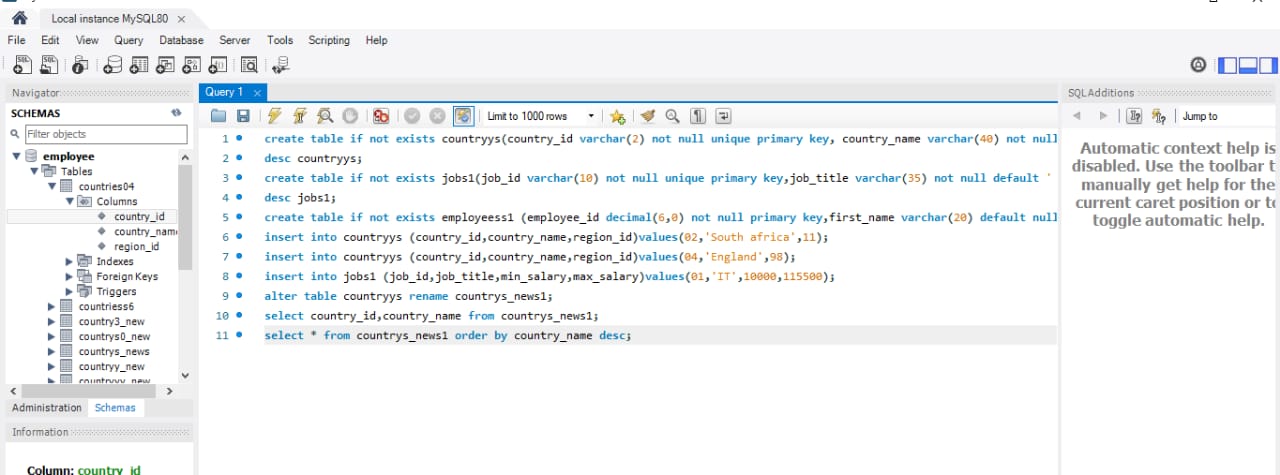 Local instance MySQL80 ×
File Edit View Query Database Server Tools Scripting Help
Navigator
SCHEMAS
Filter objects
employee
Tables
countries04
Columns
country_id
country_name
region_id
Indexes
Foreign Keys
Triggers
countriess6
country3_new
countrys0_new
countrys_news
countryy_new
countryyy_new
Administration Schemas
Information
Column: country_id
Query 1 ×
Limit to 1000 rows
1 create table if not exists countryys(country_id varchar(2) not null unique primary key, country_name varchar(40) not null
2 desc countryys;
3 create table if not exists jobs1(job_id varchar(10) not null unique primary key,job_title varchar(35) not null default '
4 desc jobs1;
5 create table if not exists employeess1 (employee_id decimal(6,0) not null primary key,first_name varchar(20) default null
6 insert into countryys (country_id,country_name,region_id)values(02,'South africa',11);
7 insert into countryys (country_id,country_name,region_id)values(04,'England',98);
8 insert into jobs1 (job_id,job_title,min_salary,max_salary)values(01,'IT',10000,115500);
9 alter table countryys rename countrys_news1;
10 select country_id,country_name from countrys_news1;
11 select * from countrys_news1 order by country_name desc;
SQLAdditions
Jump to
Automatic context help is
disabled. Use the toolbar t
manually get help for the
current caret position or to
toggle automatic help.